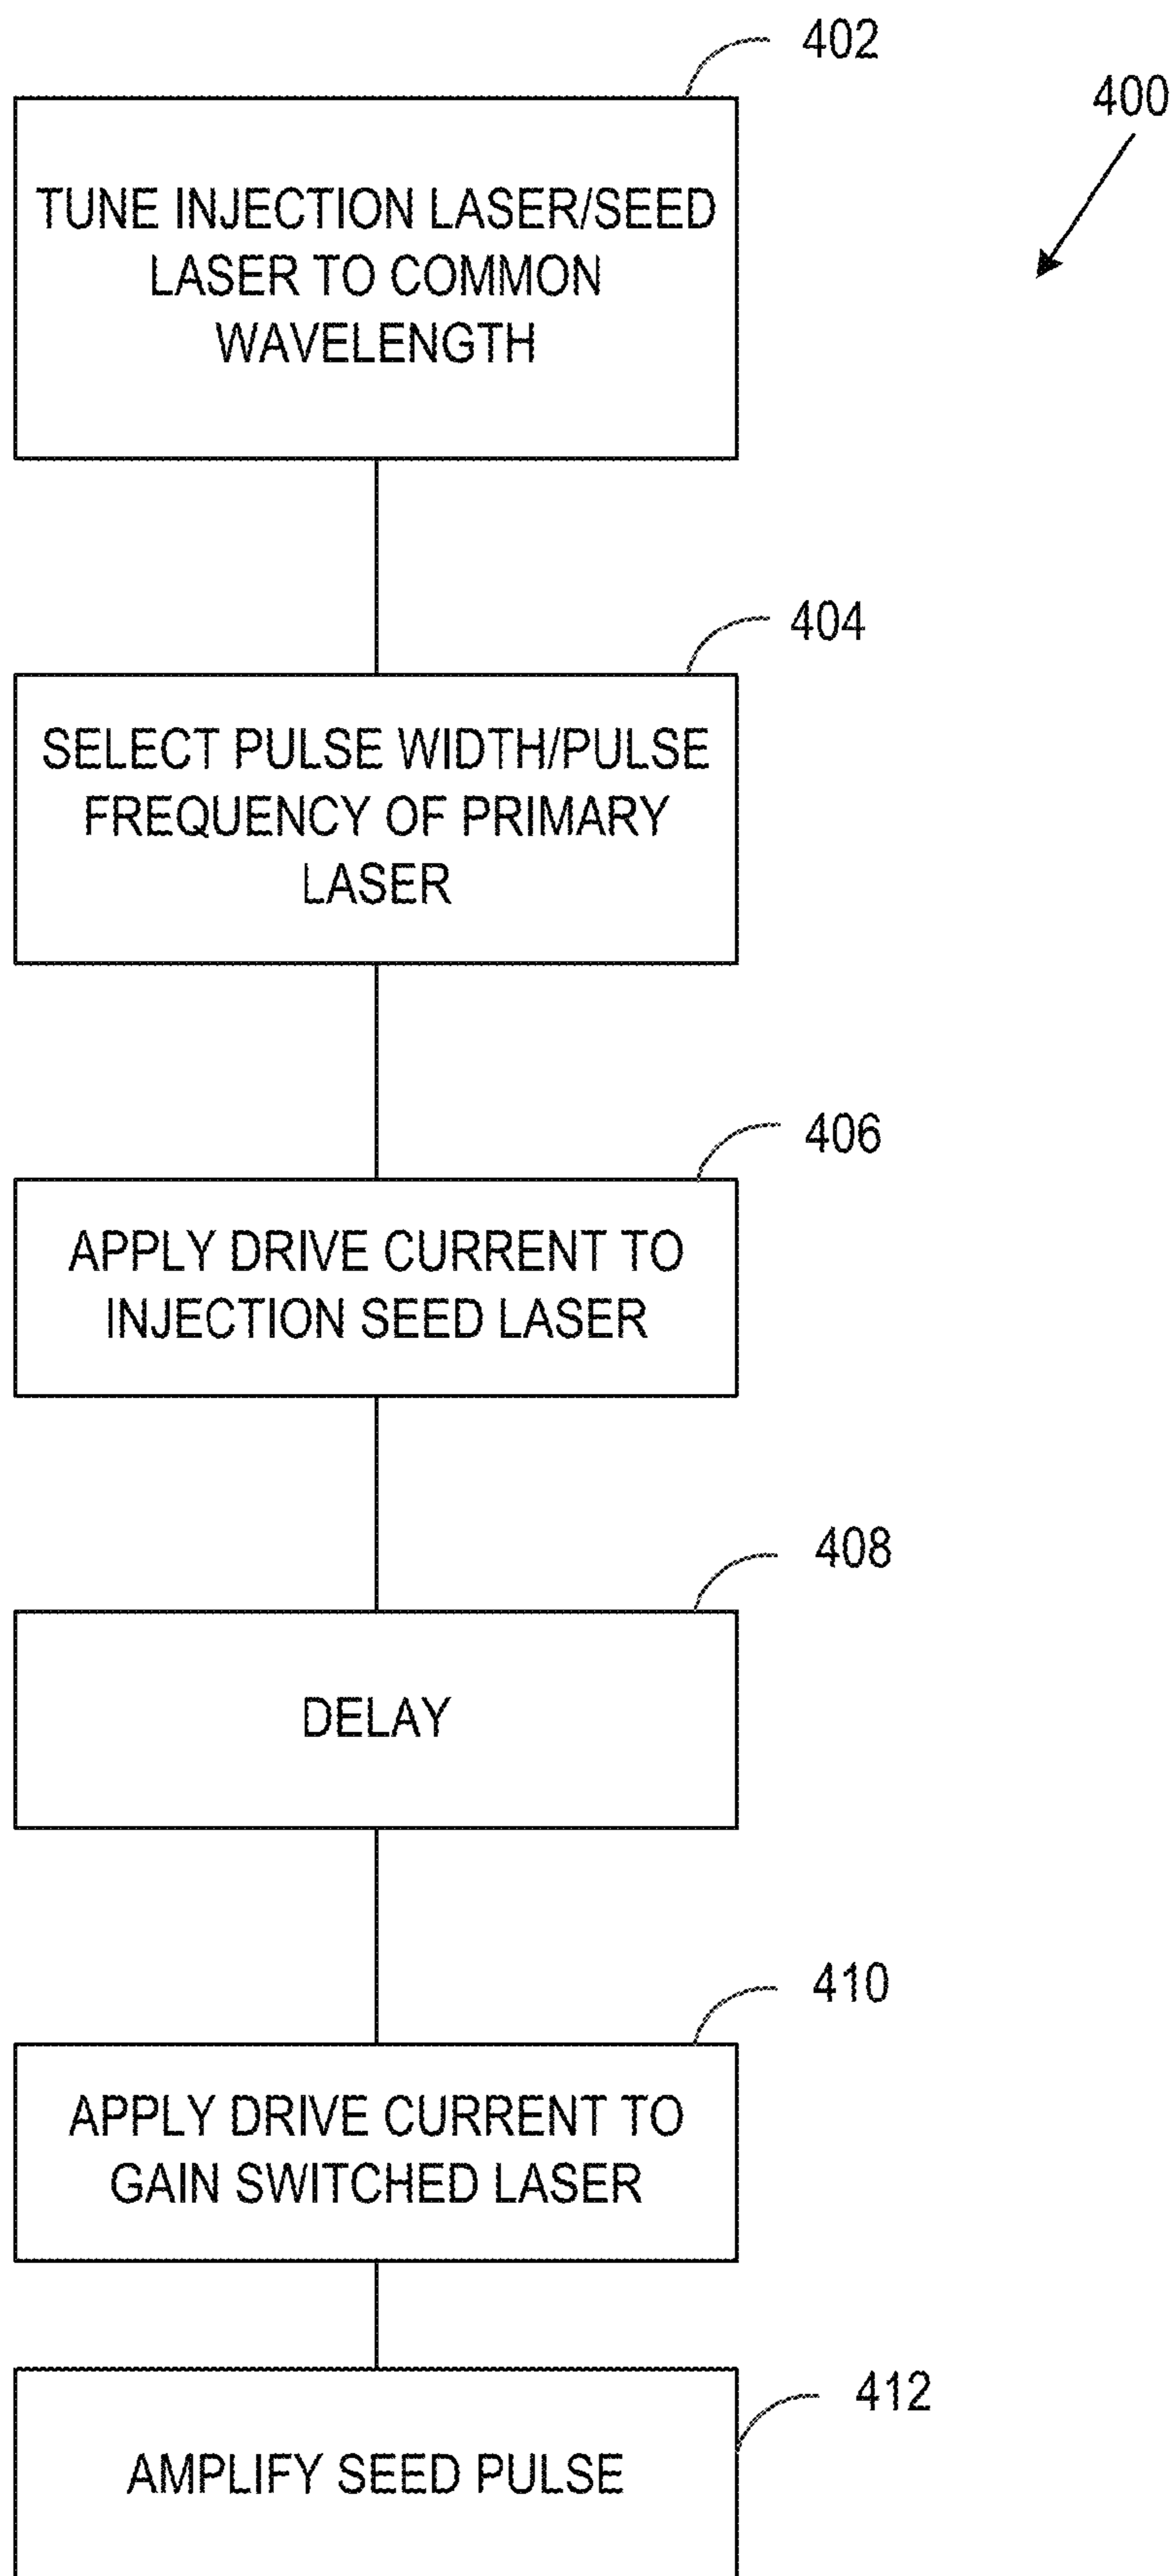 402
400
TUNE INJECTION LASER/SEED
LASER TO COMMON
WAVELENGTH
404
SELECT PULSE WIDTH/PULSE
FREQUENCY OF PRIMARY
LASER
406
APPLY DRIVE CURRENT TO
INJECTION SEED LASER
408
DELAY
410
APPLY DRIVE CURRENT TO
GAIN SWITCHED LASER
412
AMPLIFY SEED PULSE